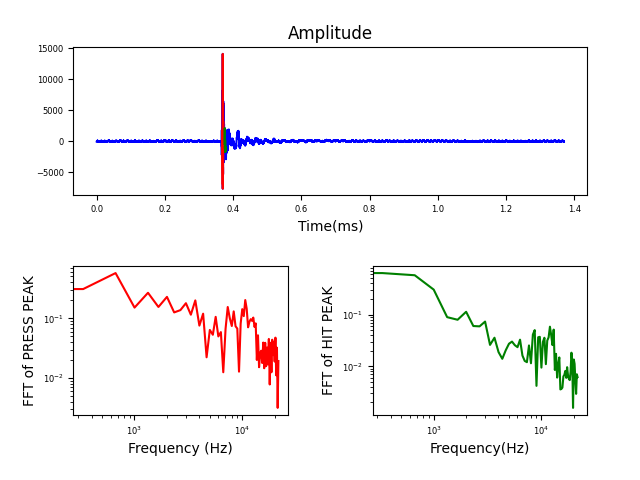 Amplitude
15000
10000
5000
0
−5000
0.0 0.2 0.4 0.6 0.8 1.0 1.2 1.4
Time(ms)
FFT of PRESS PEAK
10⁻¹
10⁻²
10³ 10⁴
Frequency (Hz)
FFT of HIT PEAK
10⁻¹
10⁻²
10³ 10⁴
Frequency(Hz)